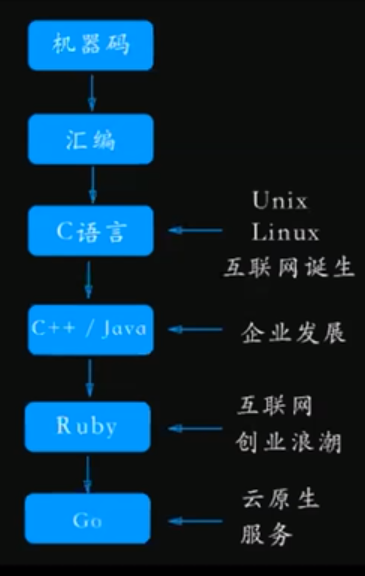 机器码
汇编
C语言
Unix
Linux
互联网诞生
C++ / Java
企业发展
Ruby
互联网
创业浪潮
Go
云原生
服务